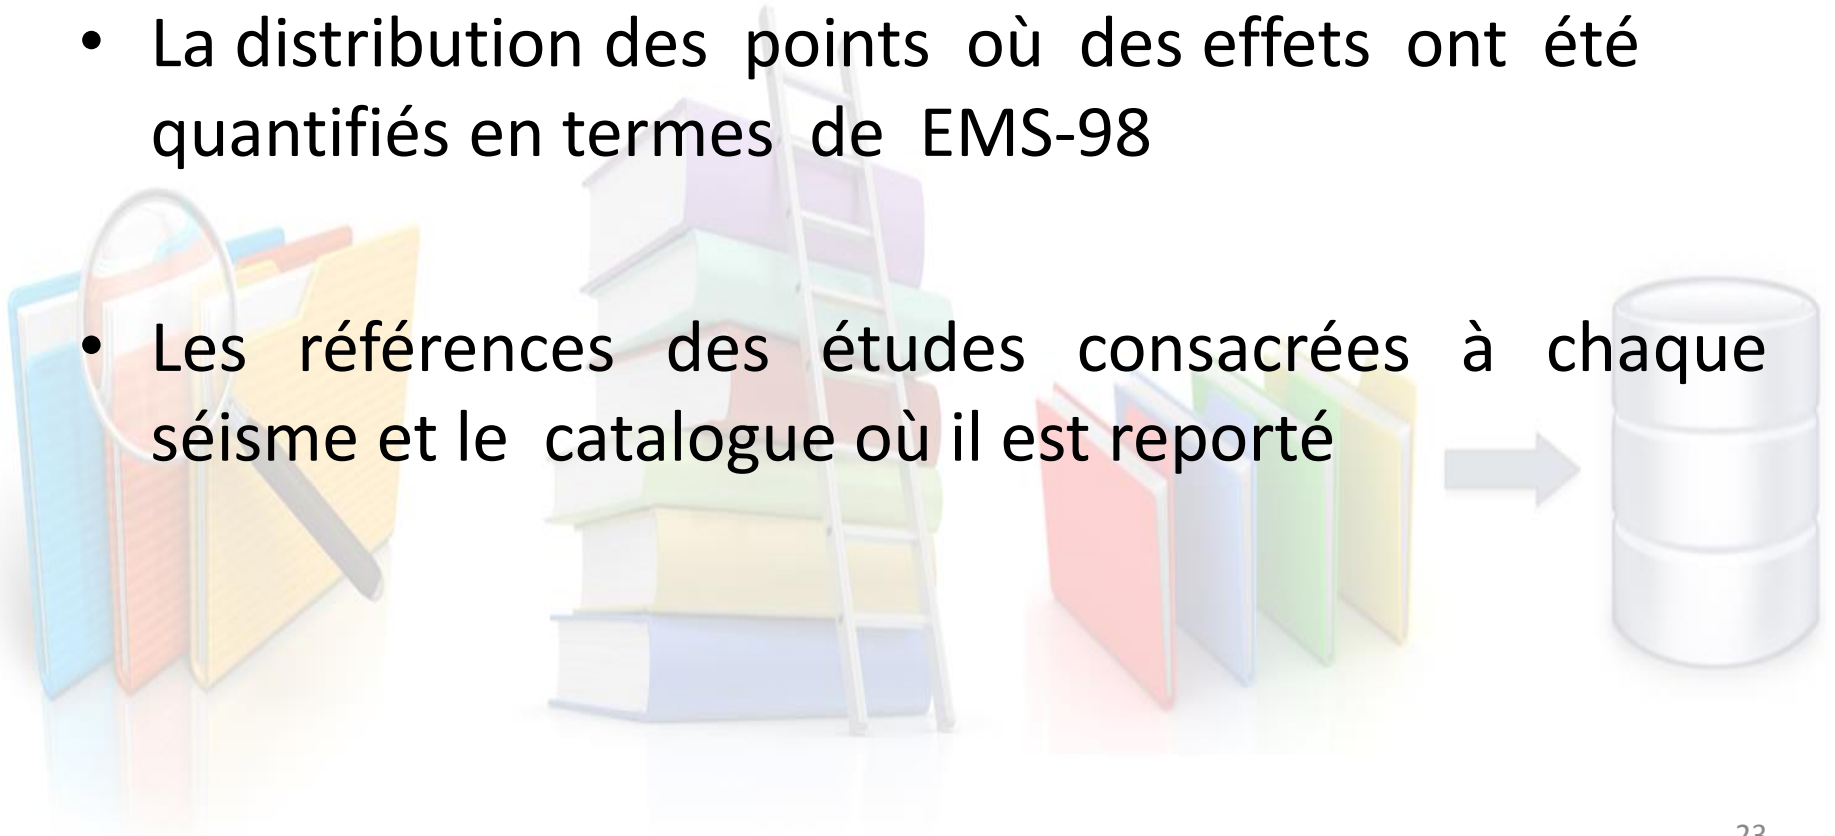 • La distribution des points où des effets ont été
quantifiés en termes de EMS-98
• Les références des études consacrées à chaque
séisme et le catalogue où il est reporté
23